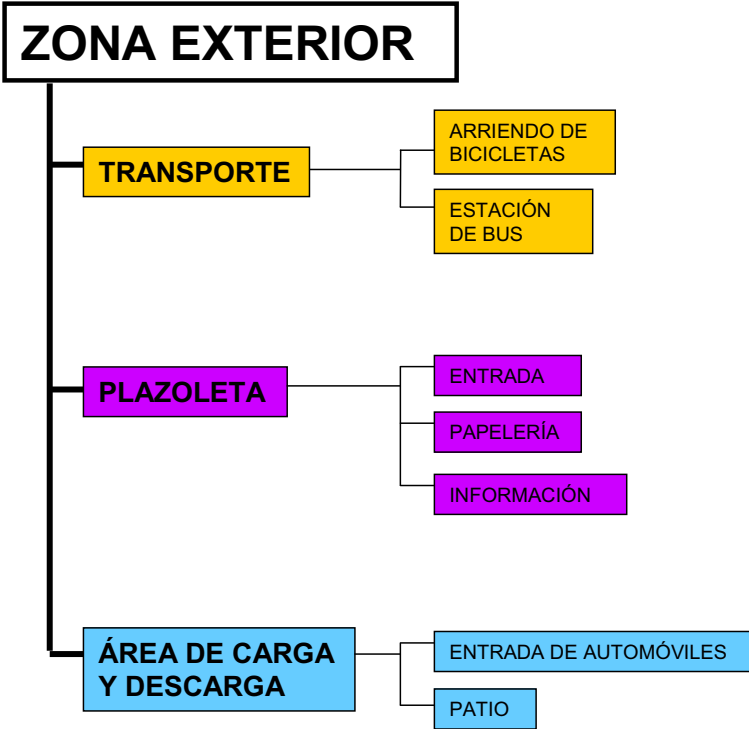 ZONA EXTERIOR
TRANSPORTE
ARRIENDO DE
BICICLETAS
ESTACIÓN
DE BUS
PLAZOLETA
ENTRADA
PAPELERÍA
INFORMACIÓN
ÁREA DE CARGA
Y DESCARGA
ENTRADA DE AUTOMÓVILES
PATIO